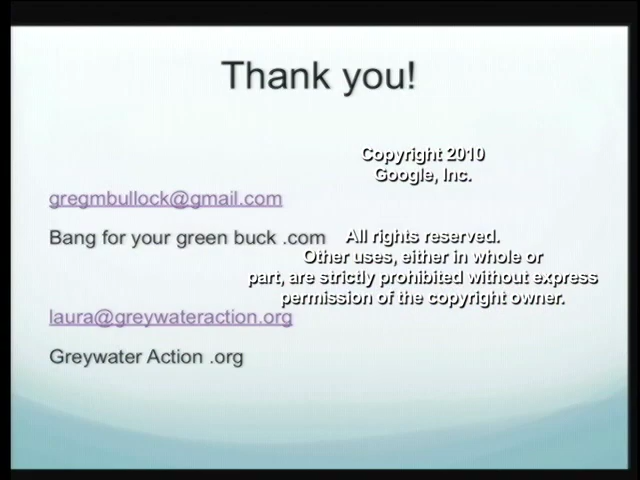 Thank you!
Copyright 2010
Google, Inc.
gregmbullock@gmail.com
Bang for your green buck .com
All rights reserved.
Other uses, either in whole or
part, are strictly prohibited without express
permission of the copyright owner.
laura@greywateraction.org
Greywater Action .org